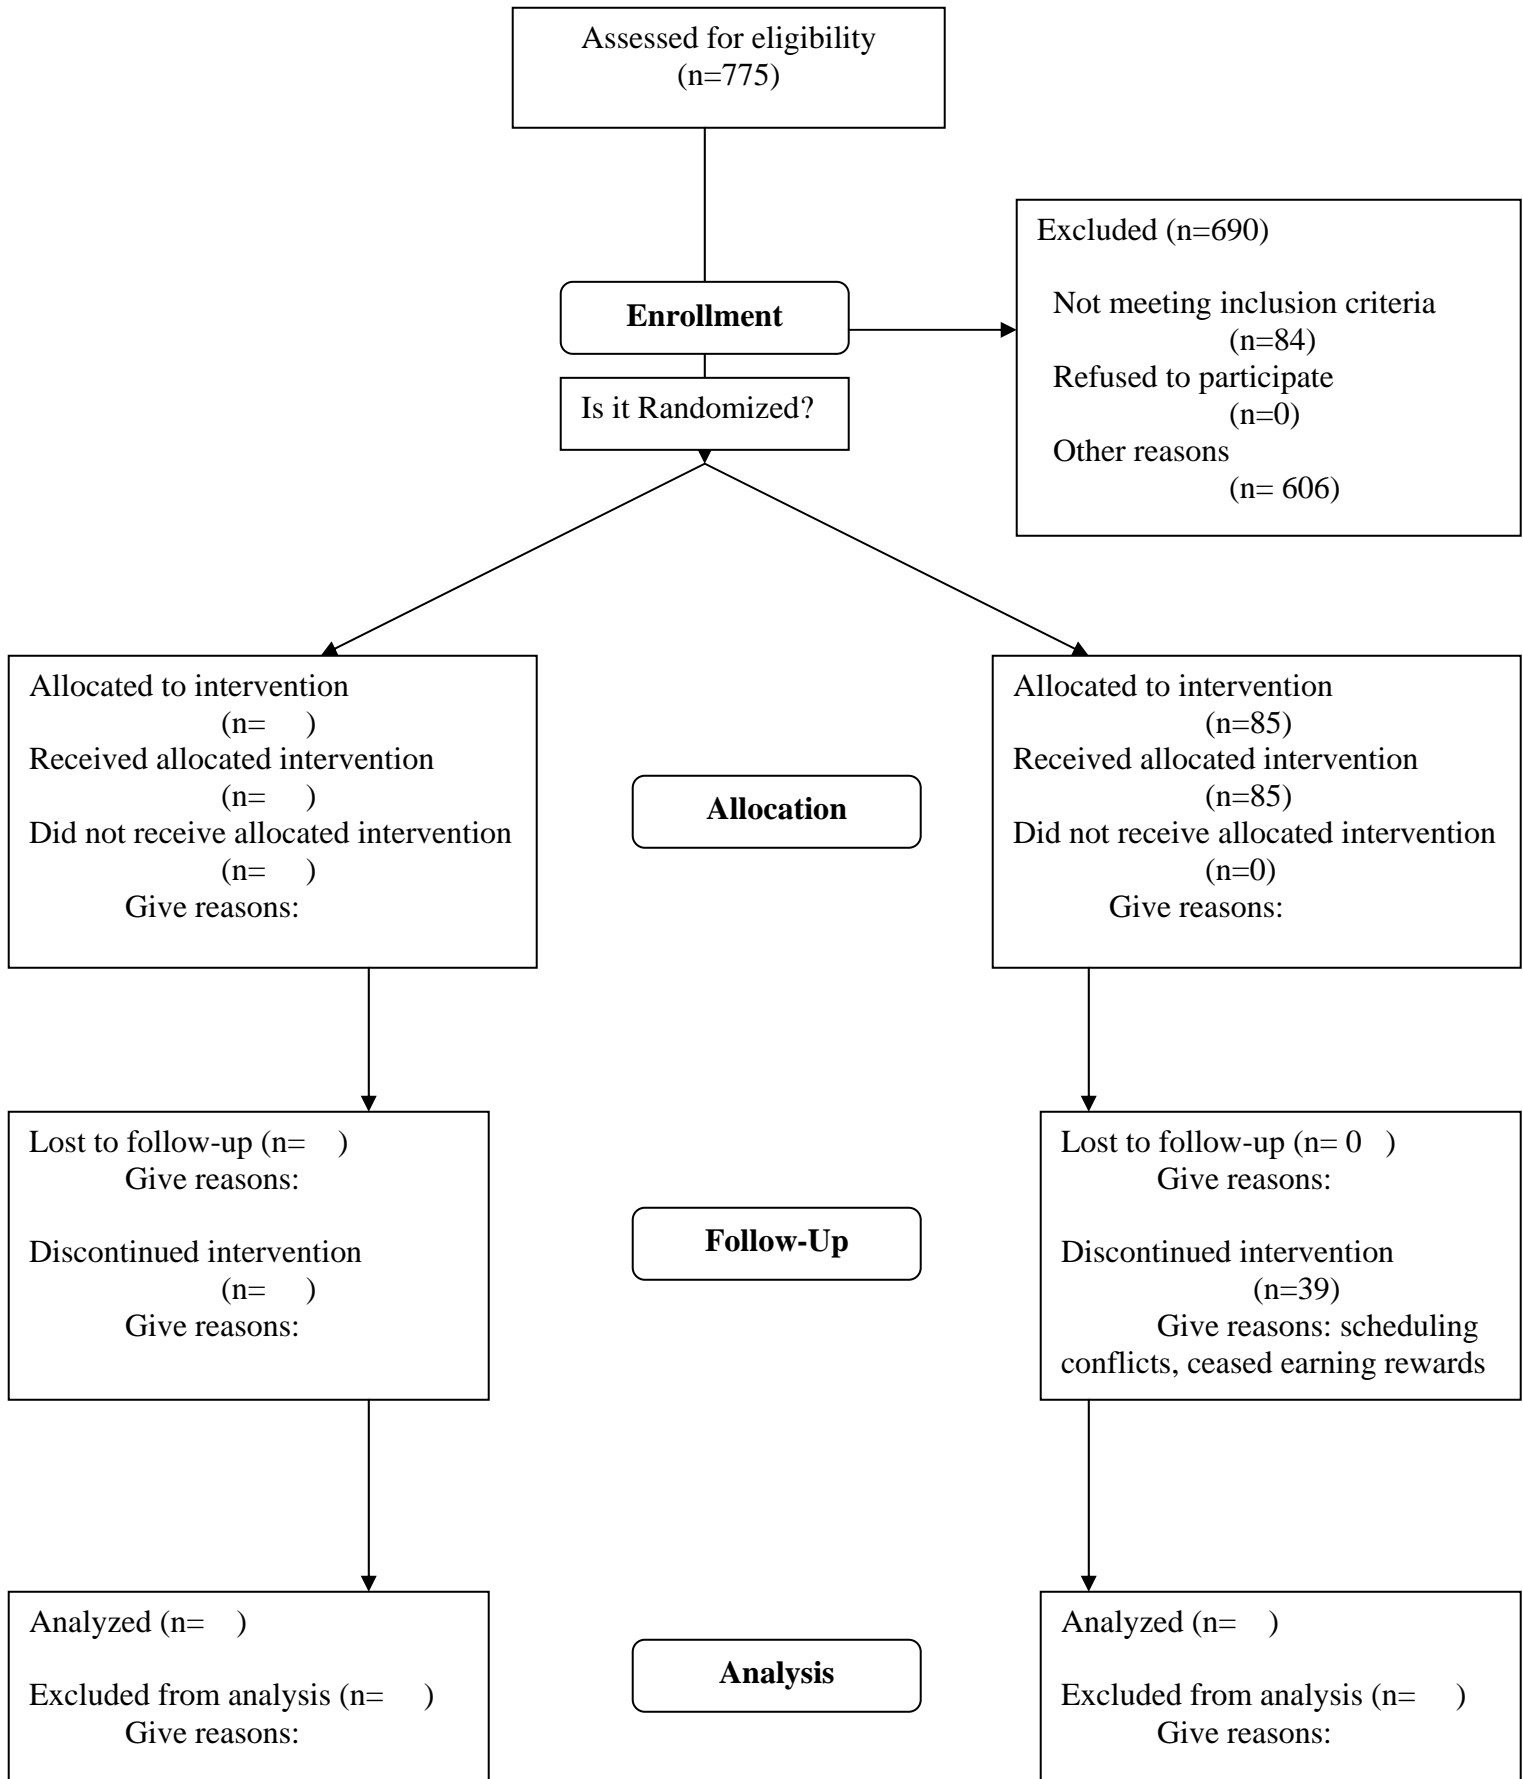 Assessed for eligibility
(n=775)
Excluded (n=690)
Not meeting inclusion criteria
(n=84)
Refused to participate
(n=0)
Other reasons
(n= 606)
Enrollment
Is it Randomized?
Allocated to intervention
(n=    )
Received allocated intervention
(n=    )
Did not receive allocated intervention
(n=    )
Give reasons:
Allocation
Allocated to intervention
(n=85)
Received allocated intervention
(n=85)
Did not receive allocated intervention
(n=0)
Give reasons:
Lost to follow-up (n=    )
Give reasons:
Discontinued intervention
(n=    )
Give reasons:
Follow-Up
Lost to follow-up (n= 0   )
Give reasons:
Discontinued intervention
(n=39)
Give reasons: scheduling
conflicts, ceased earning rewards
Analyzed (n=    )
Excluded from analysis (n=    )
Give reasons:
Analysis
Analyzed (n=    )
Excluded from analysis (n=    )
Give reasons: